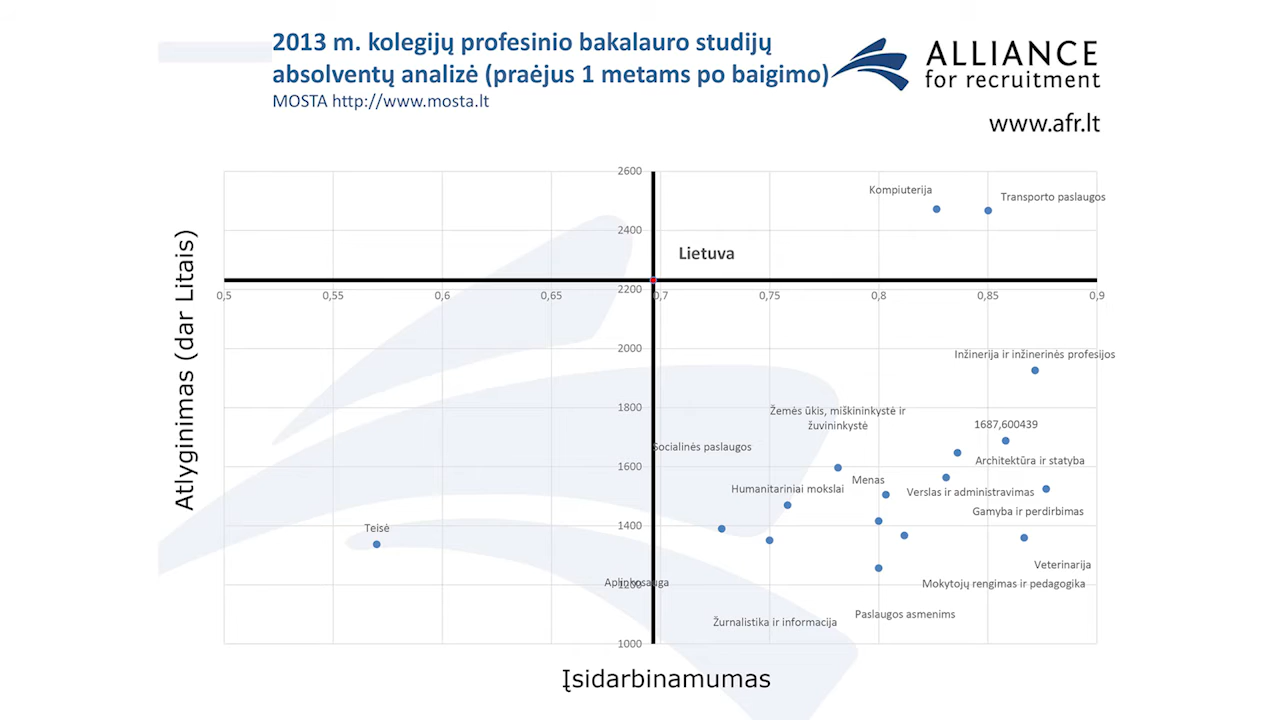 2013 m. kolegijų profesinio bakalauro studijų
absolventų analizė (praėjus 1 metams po baigimo)
MOSTA http://www.mosta.lt
ALLIANCE
for recruitment
www.afr.lt
Atlyginimas (dar Litais)
2600
2400
2200
2000
1800
1600
1400
1200
1000
0,5
0,55
0,6
0,65
0,7
0,75
0,8
0,85
0,9
Kompiuterija
Transporto paslaugos
Lietuva
Inžinerija ir inžinerinės profesijos
Žemės ūkis, miškininkystė ir
žuvininkystė
1687,600439
Socialinės paslaugos
Architektūra ir statyba
Menas
Humanitariniai mokslai
Verslas ir administravimas
Gamyba ir perdirbimas
Teisė
Veterinarija
Aplinkosauga
Mokytojų rengimas ir pedagogika
Paslaugos asmenims
Žurnalistika ir informacija
Įsidarbinamumas